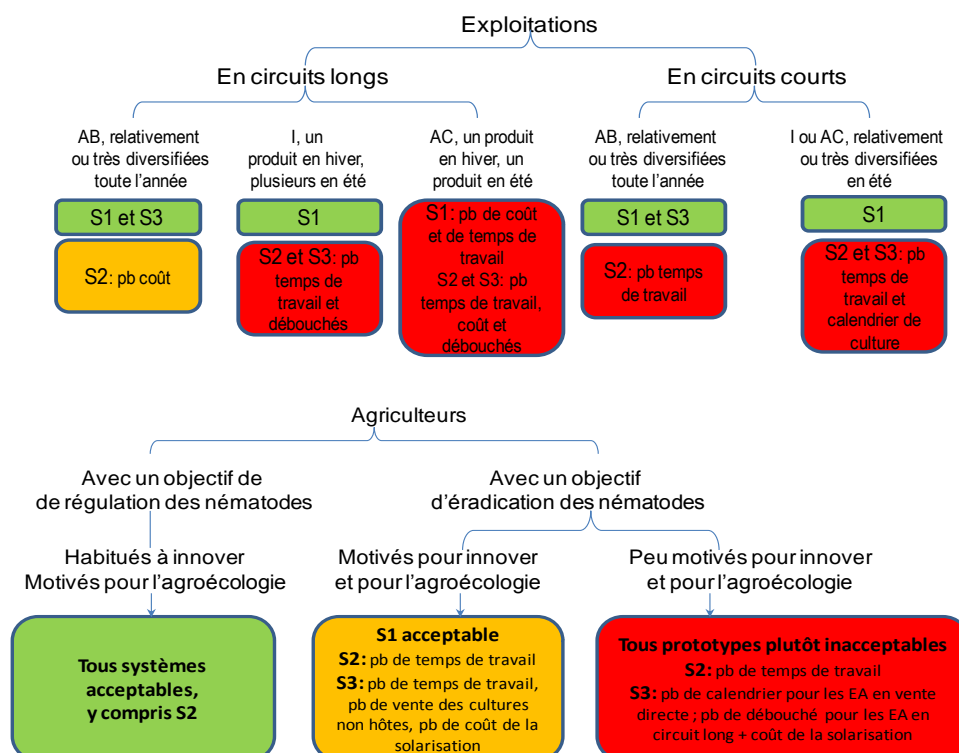 Exploitations
En circuits longs
En circuits courts
AB, relativement
ou très diversifiées
toute l'année
I, un
produit en hiver,
plusieurs en été
AC, un produit
en hiver, un
produit en été
AB, relativement
ou très diversifiées
toute l'année
I ou AC, relativement
ou très diversifiées
en été
S1 et S3
S2: pb coût
S1
S2 et S3: pb
temps de
travail et
débouchés
S1: pb de coût
et de temps de
travail
S2 et S3: pb
temps de travail,
coût et
débouchés
S1 et S3
S2: pb temps
de travail
S1
S2 et S3: pb
temps de
travail et
calendrier de
culture
Agriculteurs
Avec un objectif de
de régulation des nématodes
Avec un objectif
d'éradication des nématodes
Habitués à innover
Motivés pour l'agroécologie
Motivés pour innover
et pour l'agroécologie
Peu motivés pour innover
et pour l'agroécologie
Tous systèmes
acceptables,
y compris S2
S1 acceptable
S2: pb de temps de travail
S3: pb de temps de travail,
pb de vente des cultures
non hôtes, pb de coût de la
solarisation
Tous prototypes plutôt inacceptables
S2: pb de temps de travail
S3: pb de calendrier pour les EA en vente
directe ; pb de débouché pour les EA en
circuit long + coût de la solarisation